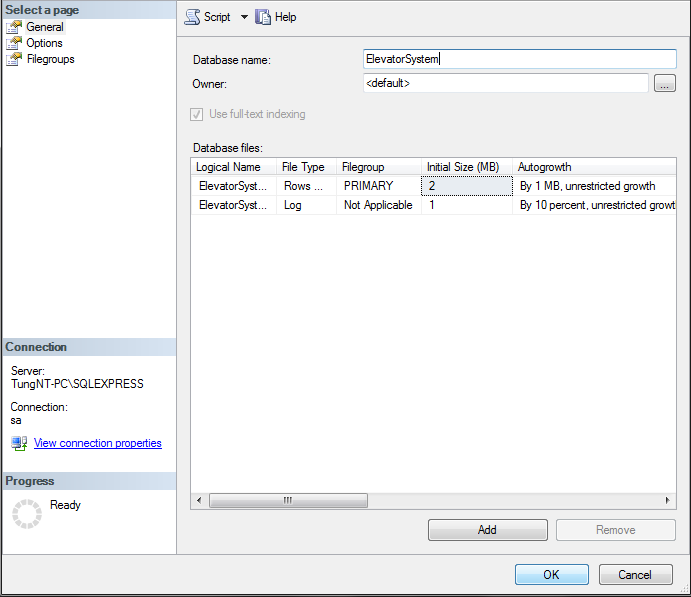 Select a page
General
Options
Filegroups
Script Help
Database name: ElevatorSystem
Owner: <default> ...
Use full-text indexing
Database files:
Logical Name File Type Filegroup Initial Size (MB) Autogrowth
ElevatorSyst... Rows ... PRIMARY 2 By 1 MB, unrestricted growth
ElevatorSyst... Log Not Applicable 1 By 10 percent, unrestricted growt
Connection
Server:
TungNT-PC\SQLEXPRESS
Connection:
sa
View connection properties
Progress
Ready
Add Remove
OK Cancel